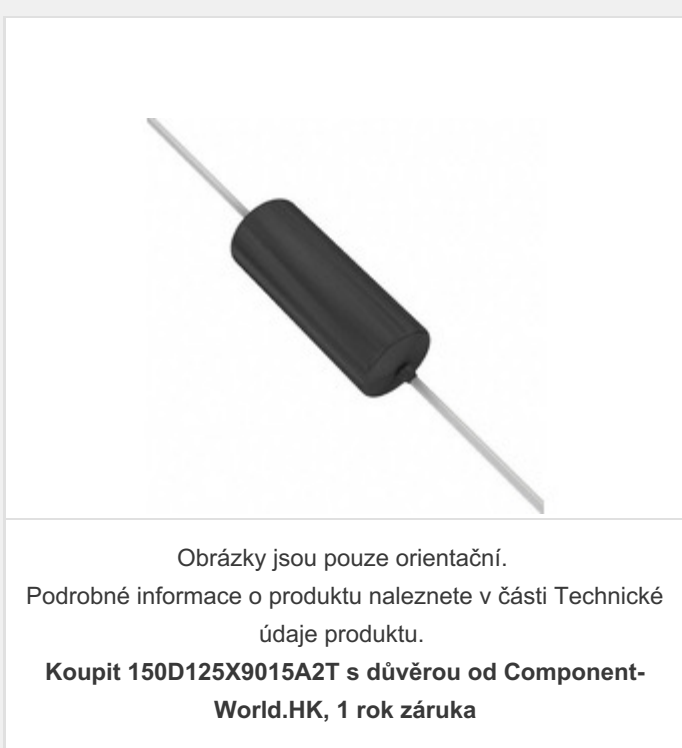 Obrázky jsou pouze orientační.
Podrobné informace o produktu naleznete v části Technické
údaje produktu.
Koupit 150D125X9015A2T s důvěrou od Component-
World.HK, 1 rok záruka